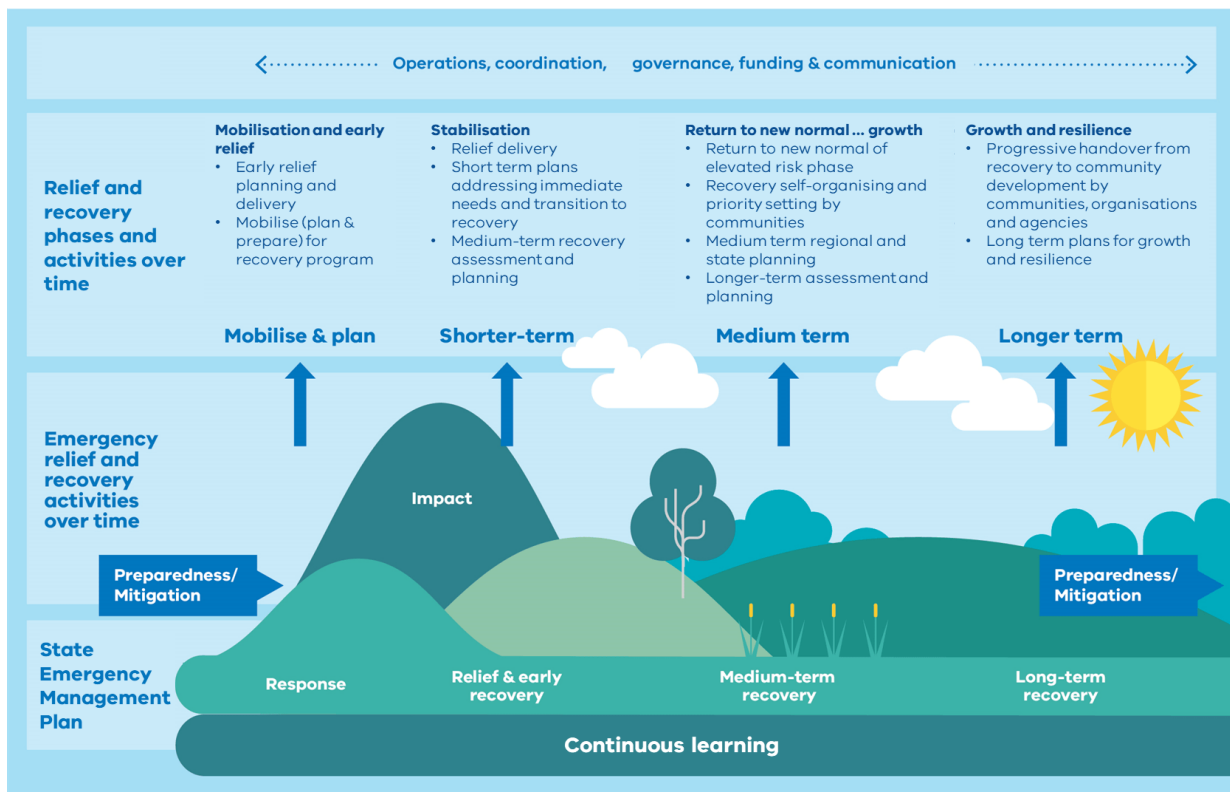 Operations, coordination, governance, funding & communication
Relief and
recovery
phases and
activities over
time
Mobilisation and early
relief
• Early relief
planning and
delivery
• Mobilise (plan &
prepare) for
recovery program
Mobilise & plan
Stabilisation
• Relief delivery
• Short term plans
addressing immediate
needs and transition to
recovery
• Medium-term recovery
assessment and
planning
Shorter-term
Return to new normal ... growth
• Return to new normal of
elevated risk phase
• Recovery self-organising and
priority setting by
communities
• Medium term regional and
state planning
• Longer-term assessment and
planning
Medium term
Growth and resilience
• Progressive handover from
recovery to community
development by
communities, organisations
and agencies
• Long term plans for growth
and resilience
Longer term
Emergency
relief and
recovery
activities
over time
Impact
Preparedness/
Mitigation
Preparedness/
Mitigation
State
Emergency
Management
Plan
Response
Relief & early
recovery
Medium-term
recovery
Long-term
recovery
Continuous learning